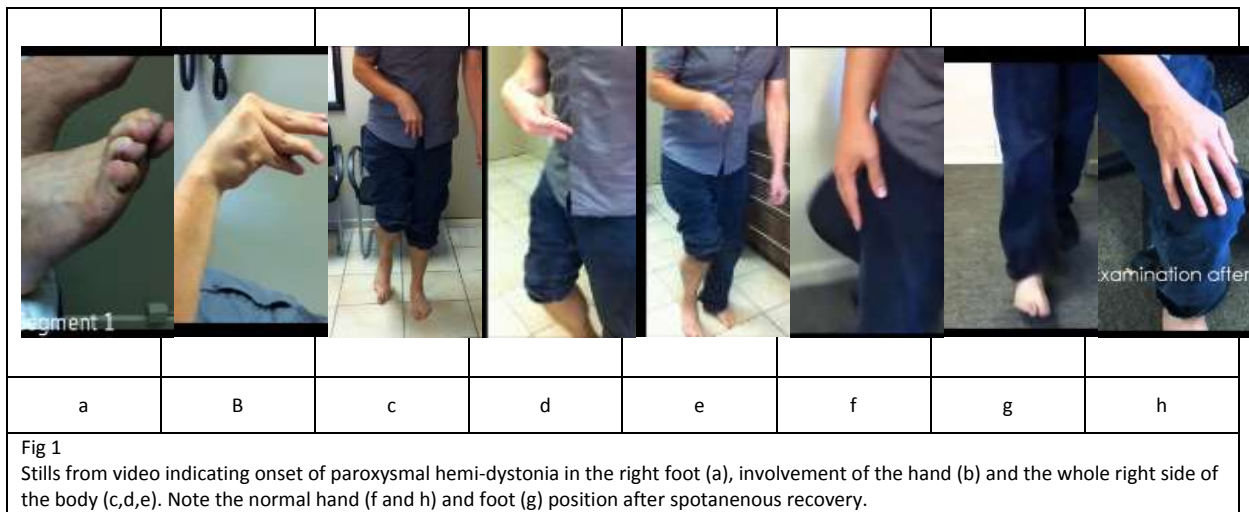 egment 1
xamination after
a B c d e f g h
Fig 1
Stills from video indicating onset of paroxysmal hemi-dystonia in the right foot (a), involvement of the hand (b) and the whole right side of
the body (c,d,e). Note the normal hand (f and h) and foot (g) position after spotanenous recovery.